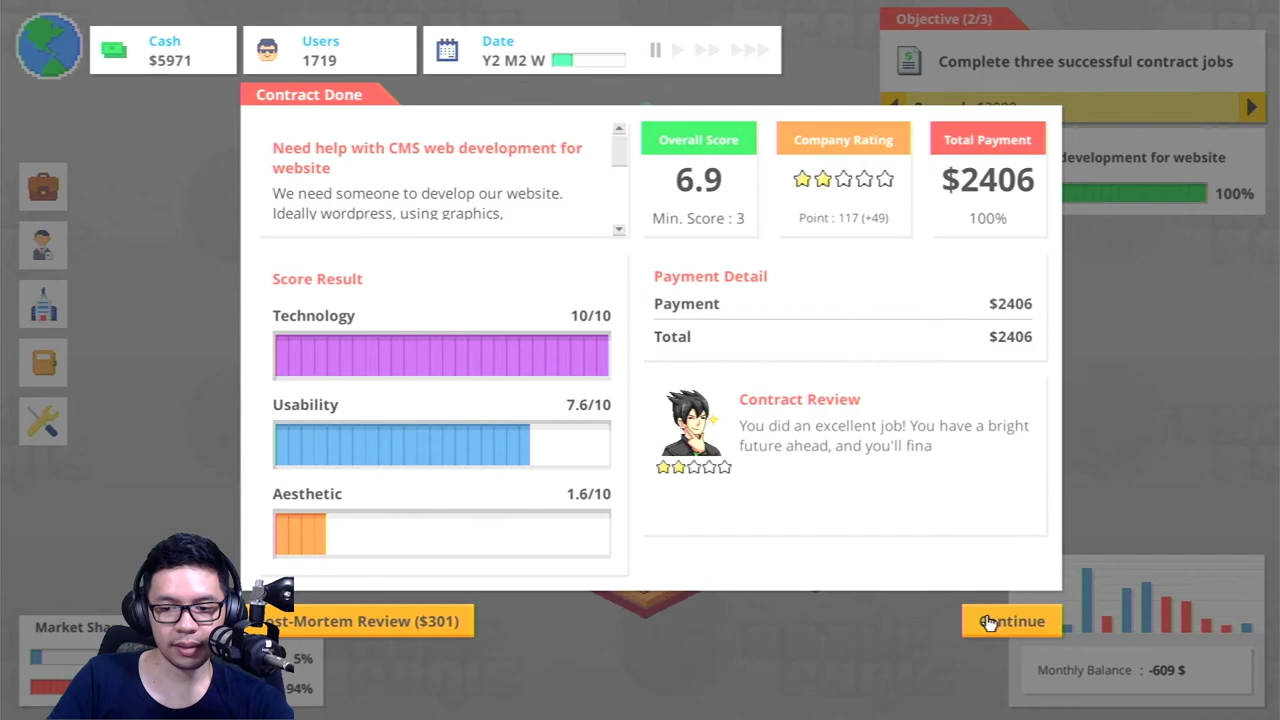 Cash
$5971
Users
1719
Date
Y2 M2 W
Objective (2/3)
Complete three successful contract jobs
Contract Done
Need help with CMS web development for
website
We need someone to develop our website.
Ideally wordpress, using graphics,
Overall Score
6.9
Min. Score : 3
Company Rating
Point : 117 (+49)
Total Payment
$2406
100%
development for website
100%
Score Result
Technology 10/10
Usability 7.6/10
Aesthetic 1.6/10
Payment Detail
Payment $2406
Total $2406
Contract Review
You did an excellent job! You have a bright
future ahead, and you'll fina
ost-Mortem Review ($301)
Continue
Market Sha
5%
94%
Monthly Balance : -609 $